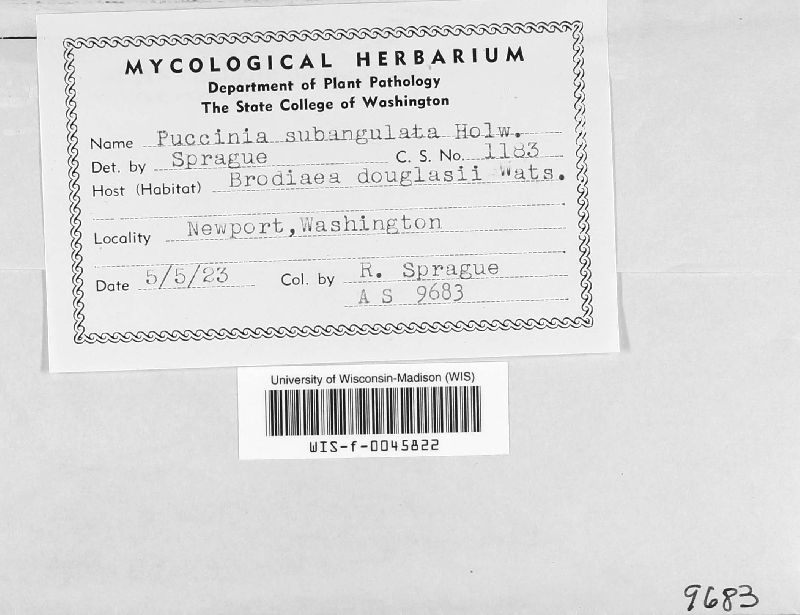 MYCOLOGICAL HERBARIUM
Department of Plant Pathology
The State College of Washington
Name Puccinia subangulata Holw.
Det. by Sprague C. S. No. 1183
Host (Habitat) Brodiaea douglasii Wats.
Locality Newport,Washington
Date 5/5/23 Col. by R. Sprague
A S 9683
University of Wisconsin-Madison (WIS)
WIS-f-0045822
9683